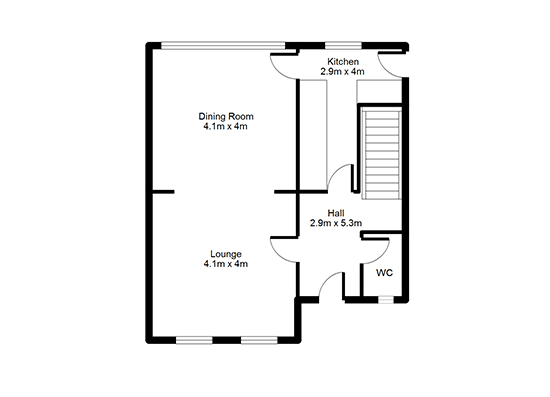 Kitchen
2.9m x 4m
Dining Room
4.1m x 4m
Hall
2.9m x 5.3m
Lounge
4.1m x 4m
WC